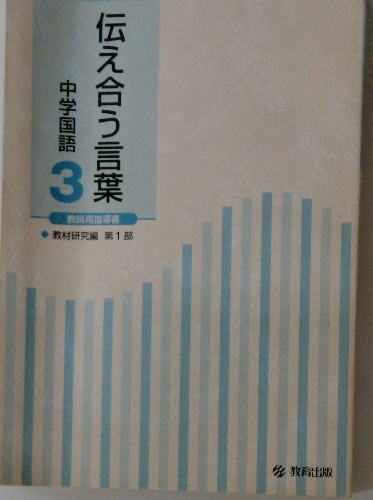 伝え合う言葉
中学国語
3
教師用指導書
◆ 教材研究編 第1部
教育出版